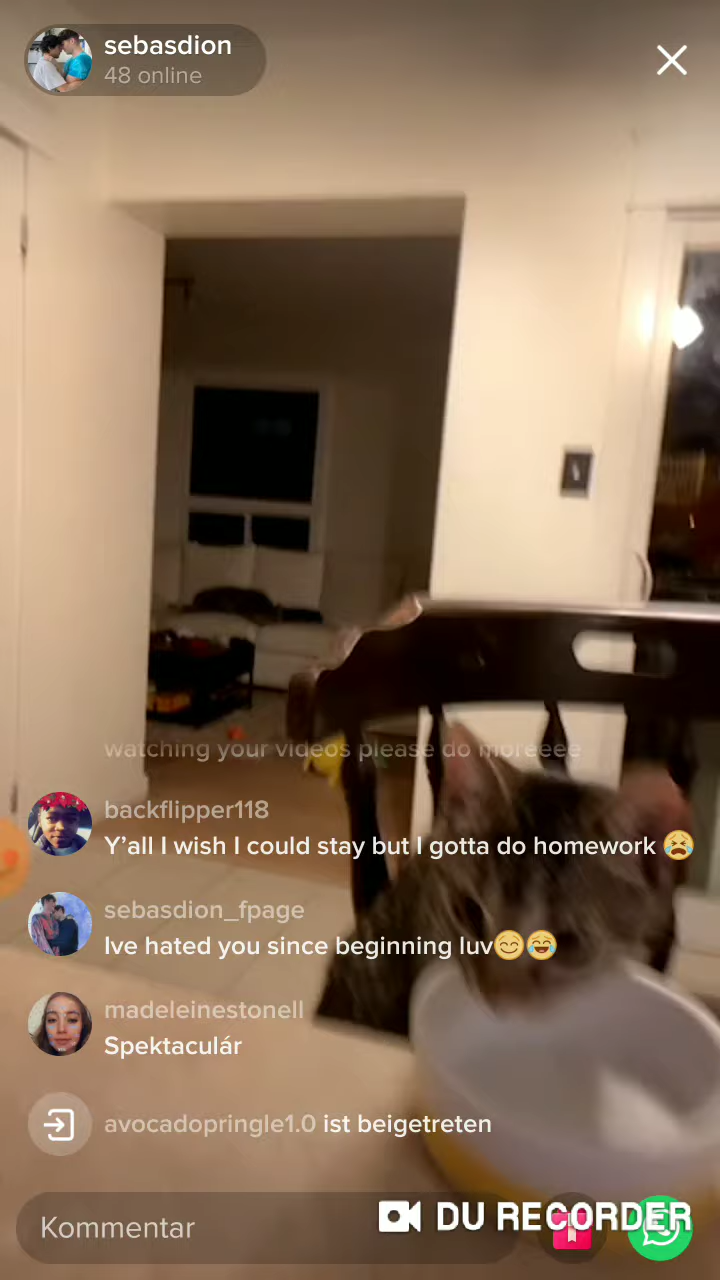 sebasdion
48 online
watching your videos please do moreeee
backflipper118
Y'all I wish I could stay but I gotta do homework 😭
sebasdion_fpage
Ive hated you since beginning luv😊😂
madeleinestonell
Spektaculár
avocadopringle1.0 ist beigetreten
Kommentar
DU RECORDER